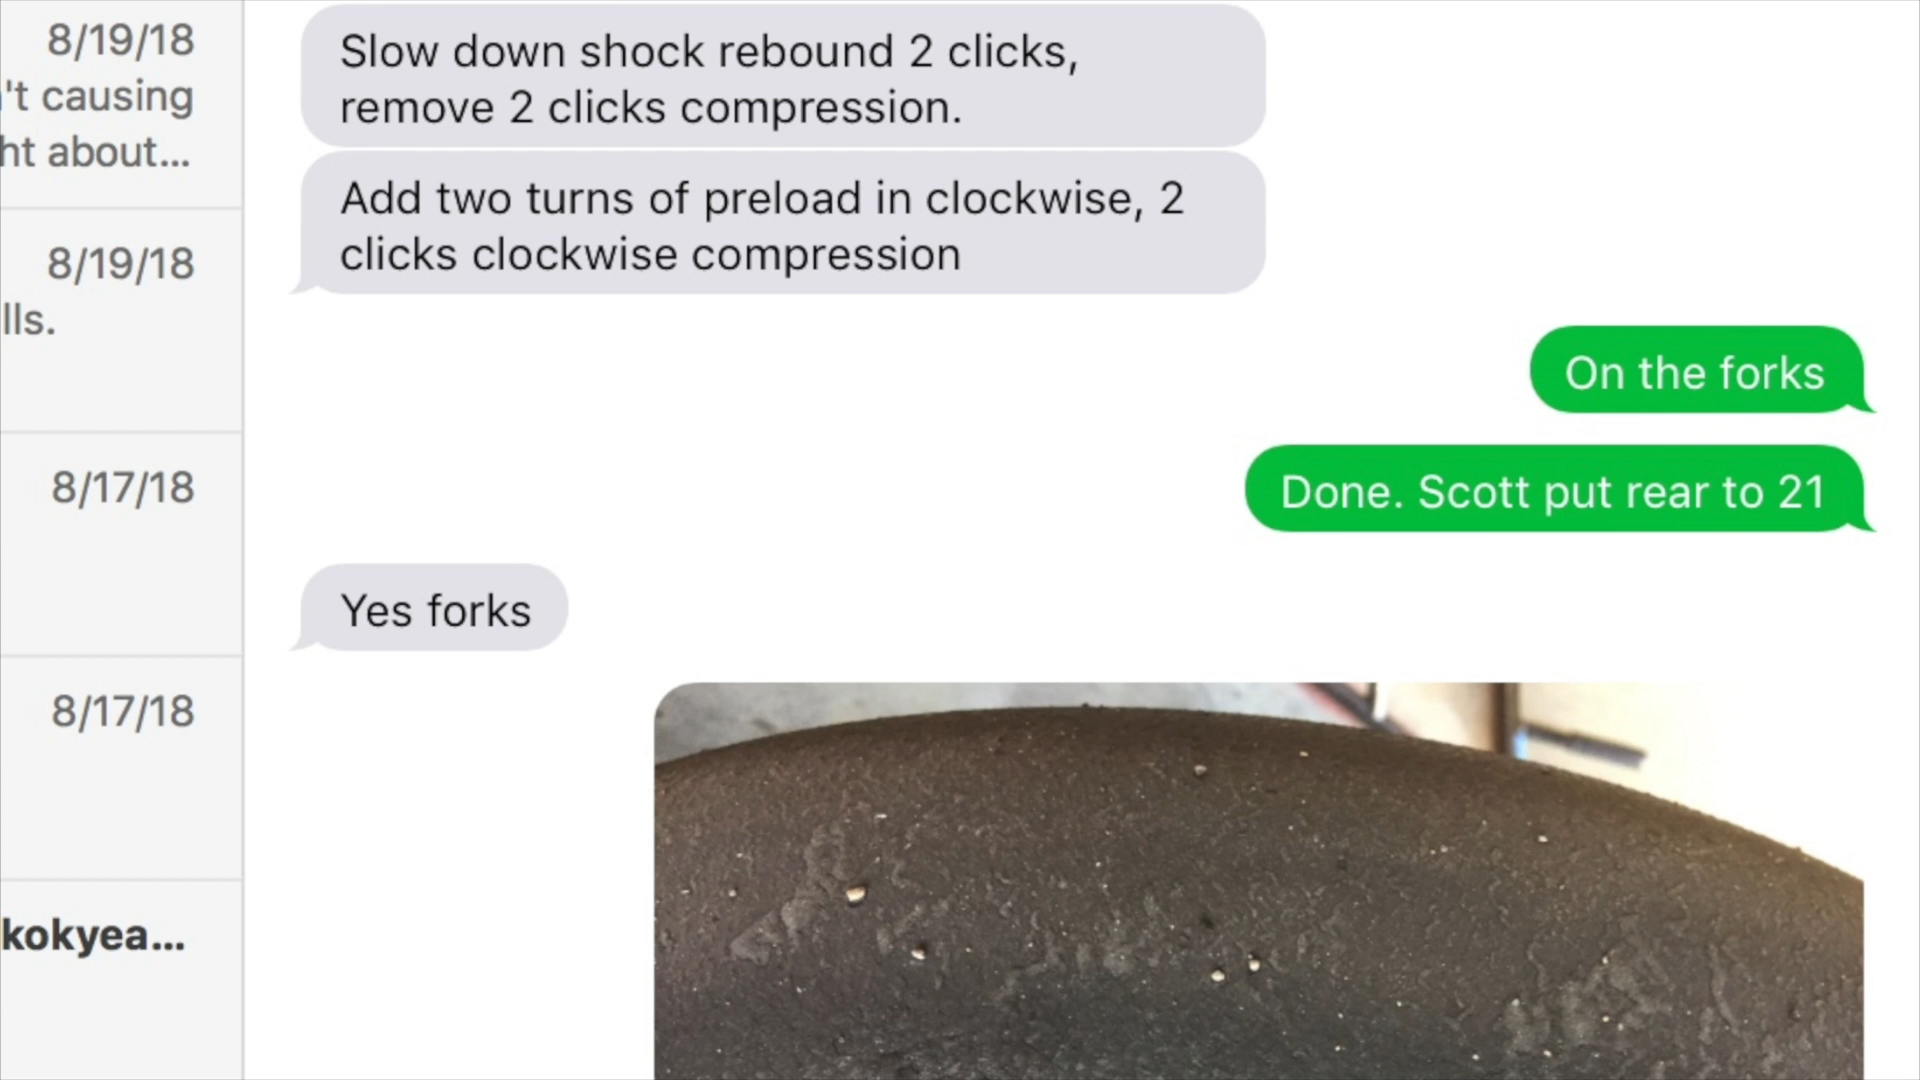 8/19/18
't causing
ht about...
8/19/18
lls.
8/17/18
8/17/18
kokyea...
Slow down shock rebound 2 clicks,
remove 2 clicks compression.
Add two turns of preload in clockwise, 2
clicks clockwise compression
On the forks
Done. Scott put rear to 21
Yes forks